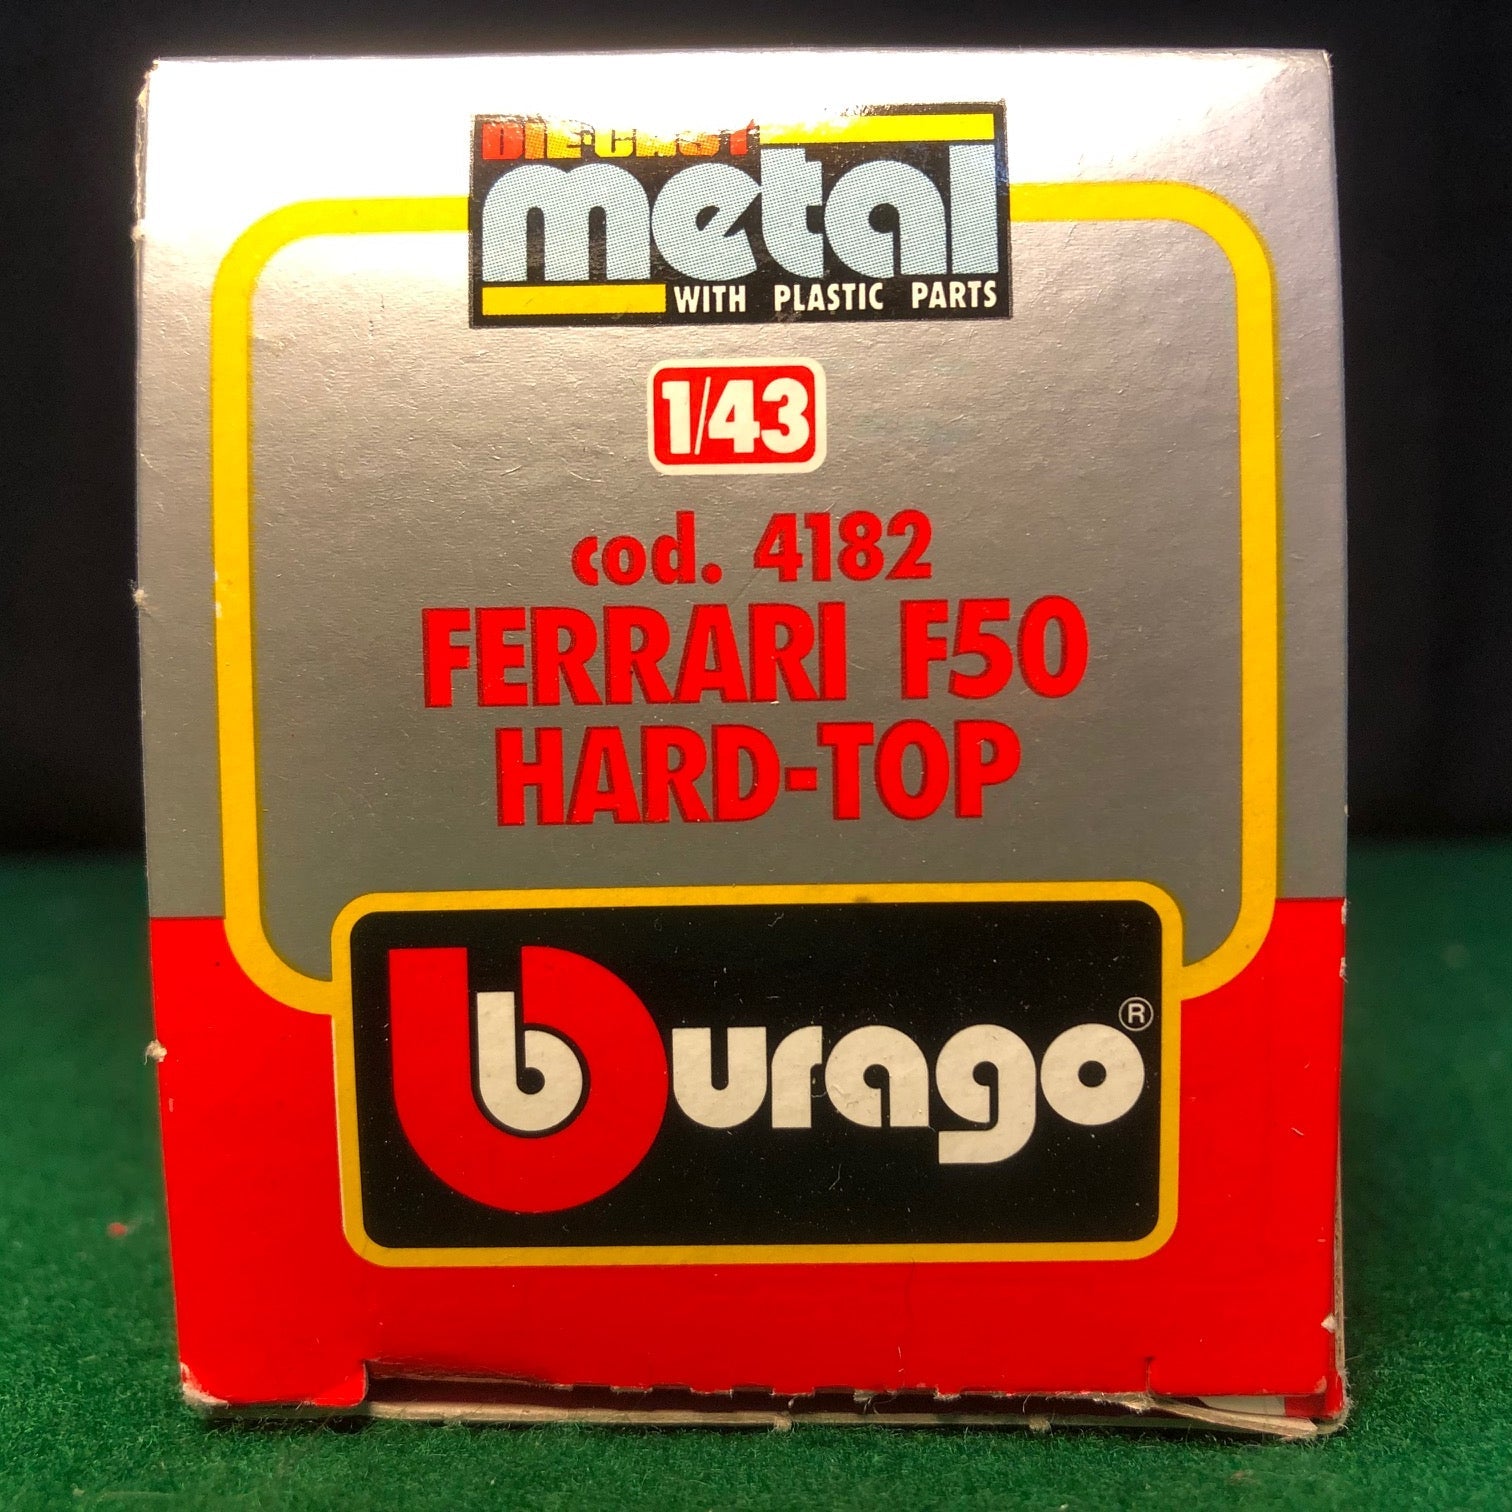 DIE-CAST
metal
WITH PLASTIC PARTS
1/43
cod. 4182
FERRARI F50
HARD-TOP
b burago ®